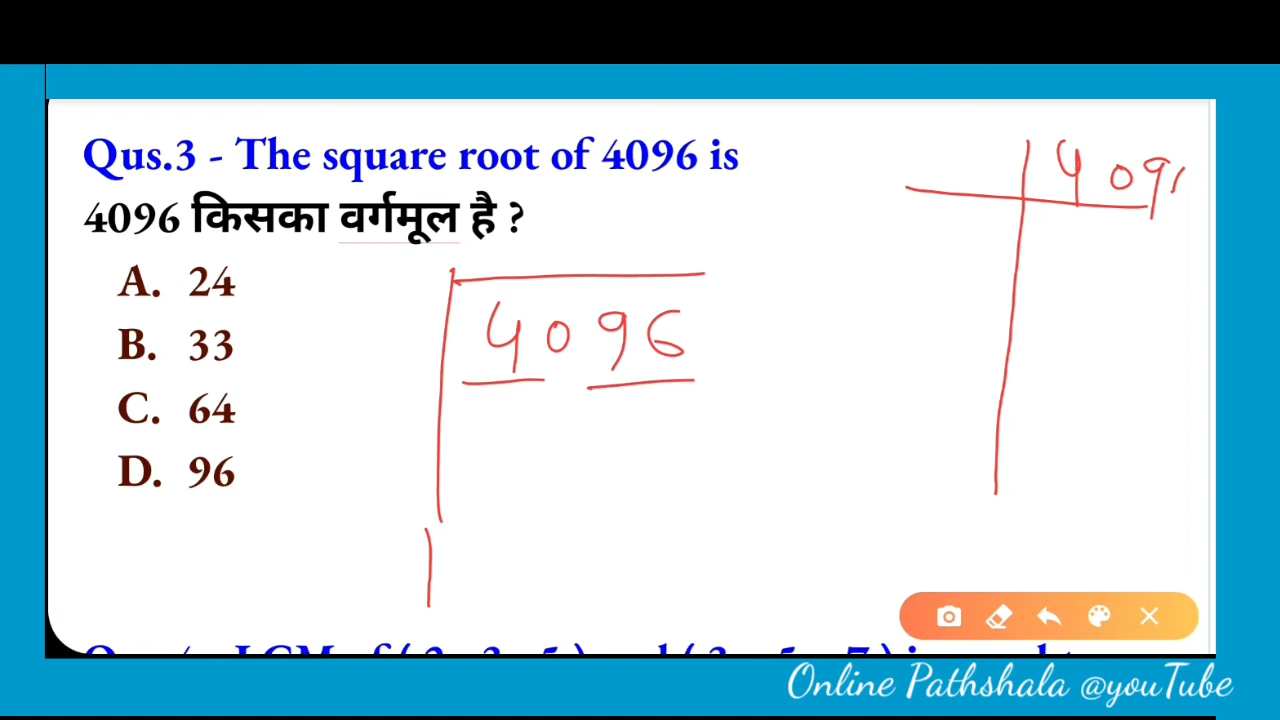 Qus.3 - The square root of 4096 is
4096 किसका वर्गमूल है ?
A. 24
B. 33
C. 64
D. 96
4096
409
Online Pathshala @youTube